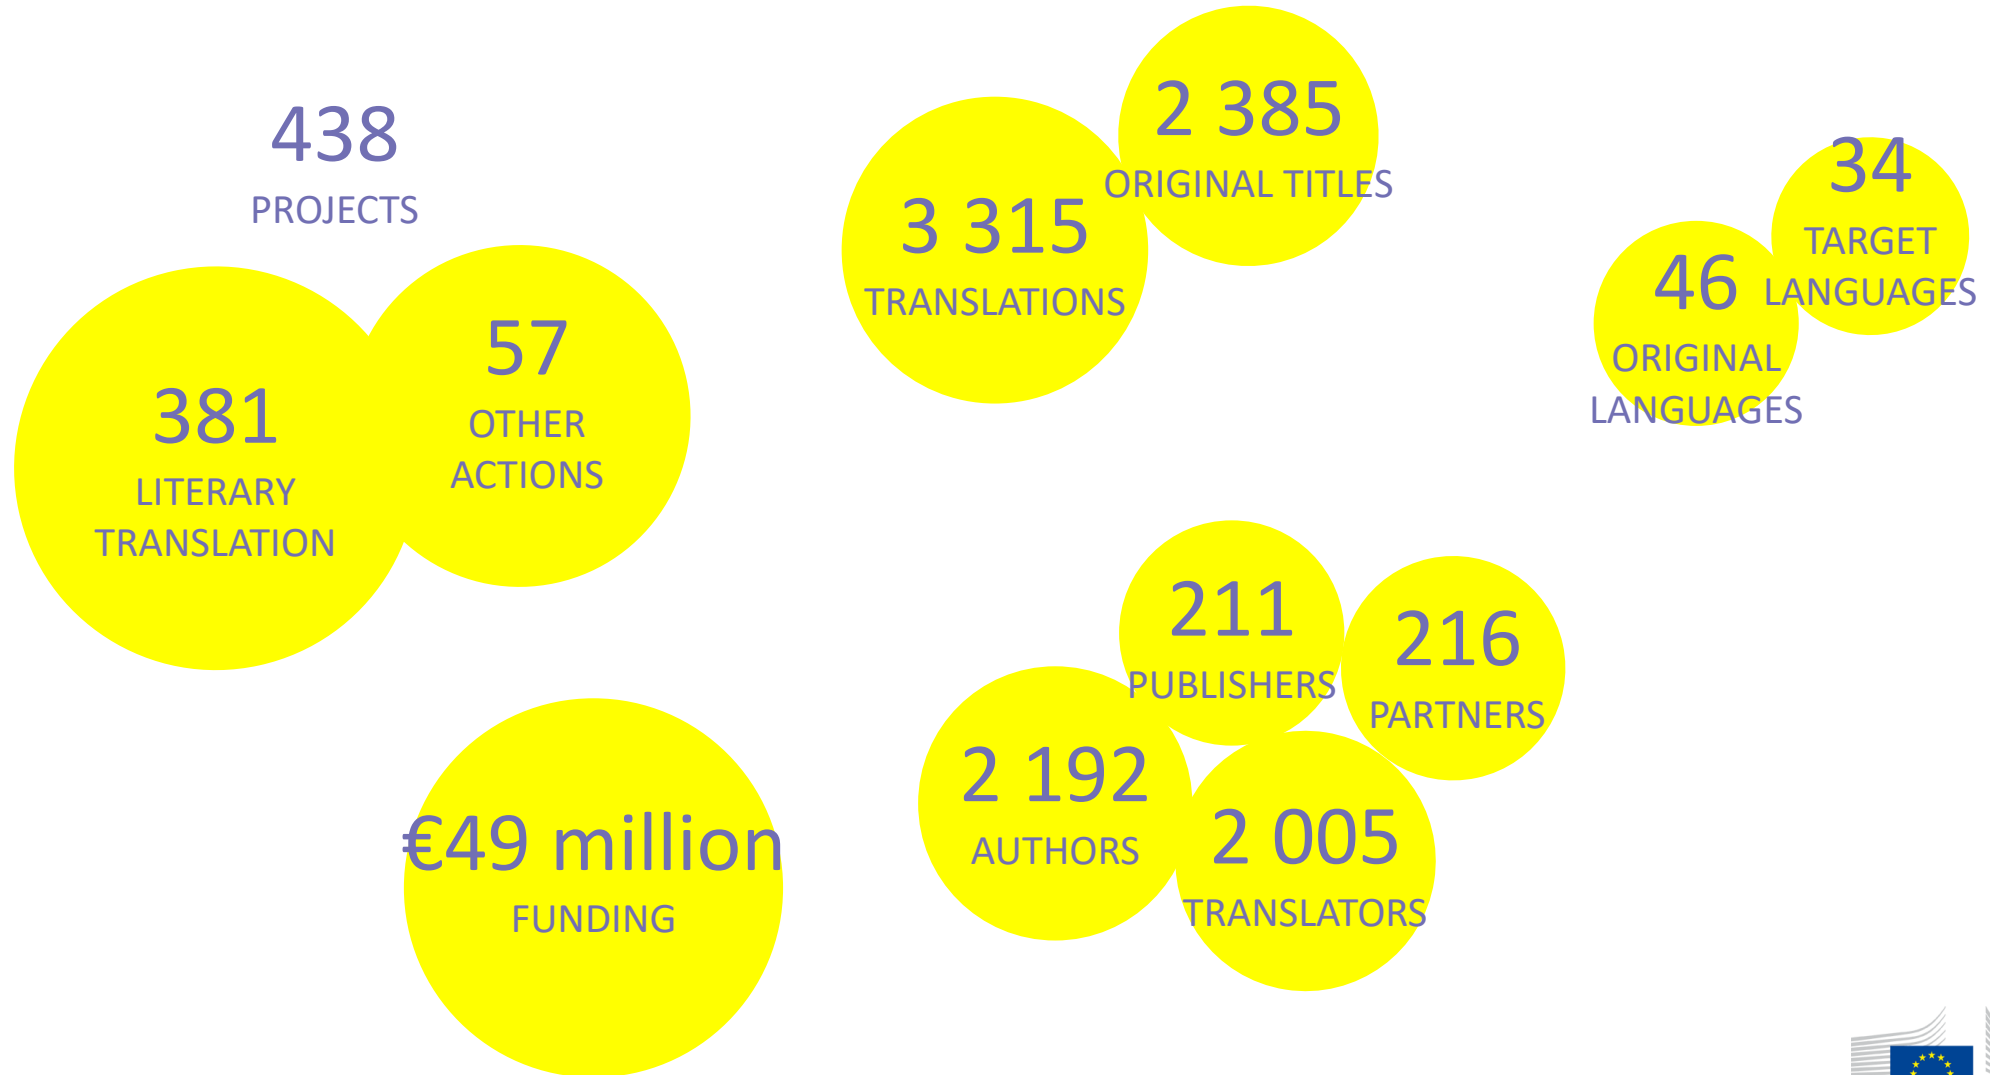 438
PROJECTS
381
LITERARY
TRANSLATION
57
OTHER
ACTIONS
€49 million
FUNDING
3 315
TRANSLATIONS
2 385
ORIGINAL TITLES
46
ORIGINAL
LANGUAGES
34
TARGET
LANGUAGES
211
PUBLISHERS
216
PARTNERS
2 192
AUTHORS
2 005
TRANSLATORS